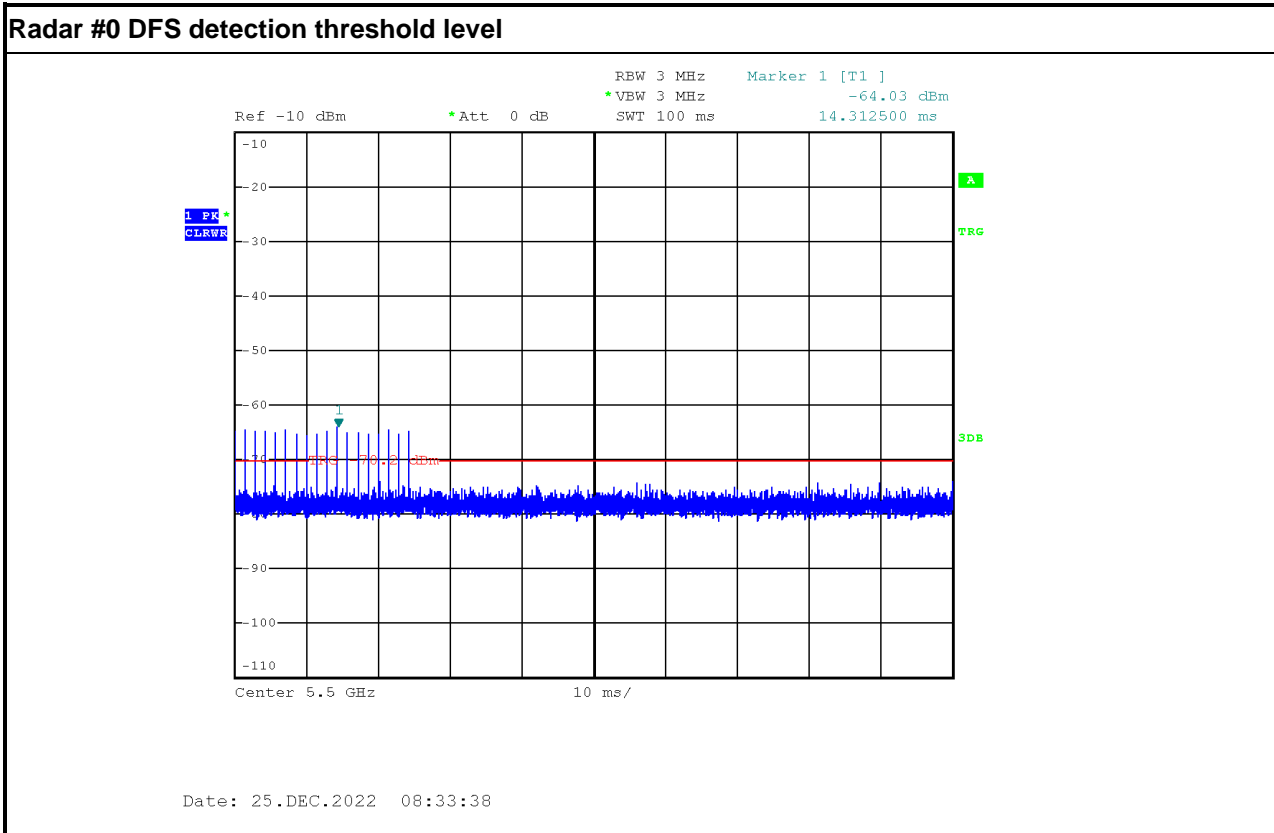 Radar #0 DFS detection threshold level
RBW 3 MHz Marker 1 [T1 ]
*VBW 3 MHz -64.03 dBm
Ref -10 dBm *Att 0 dB SWT 100 ms 14.312500 ms
-10
A
-20
1 PK *
CLRWR
TRG
-30
-40
-50
-60
1
3DB
-70
TRG -70.2 dBm
-90
-100
-110
Center 5.5 GHz 10 ms/
Date: 25.DEC.2022 08:33:38